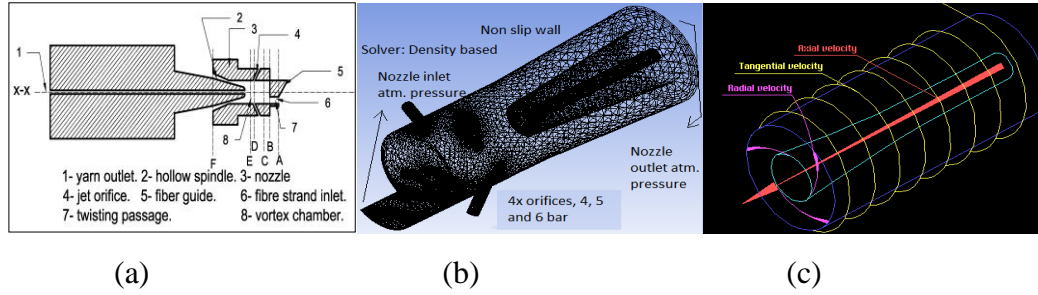 2 3 4
1
5
X-X
6
7
8
F E D C B A
1- yarn outlet. 2- hollow spindle. 3- nozzle
4- jet orifice. 5- fiber guide. 6- fibre strand inlet.
7- twisting passage. 8- vortex chamber.
Non slip wall
Solver: Density based
Nozzle inlet
atm. pressure
Nozzle
outlet atm.
pressure
4x orifices, 4, 5
and 6 bar
Axial velocity
Tangential velocity
Radial velocity
(a) (b) (c)